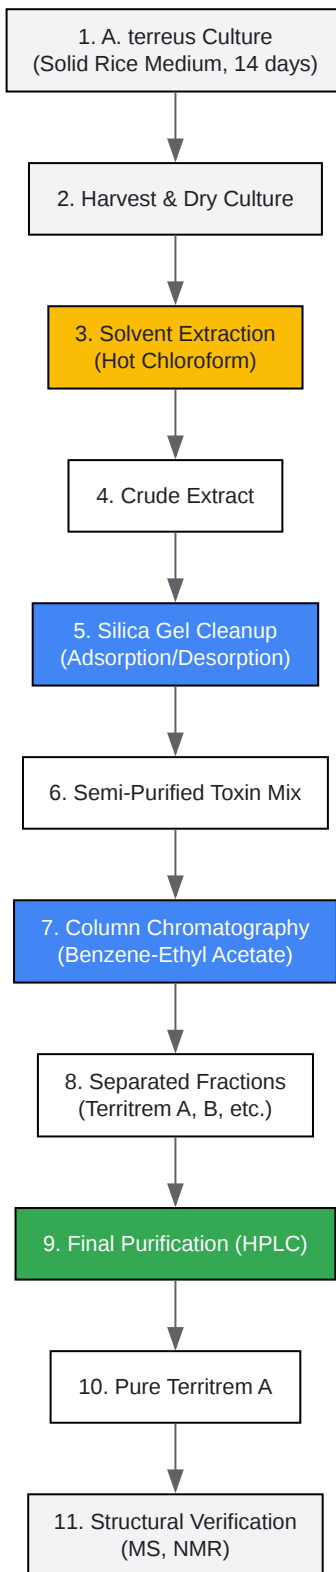 1. A. terreus Culture
(Solid Rice Medium, 14 days)
2. Harvest & Dry Culture
3. Solvent Extraction
(Hot Chloroform)
4. Crude Extract
5. Silica Gel Cleanup
(Adsorption/Desorption)
6. Semi-Purified Toxin Mix
7. Column Chromatography
(Benzene-Ethyl Acetate)
8. Separated Fractions
(Territrem A, B, etc.)
9. Final Purification (HPLC)
10. Pure Territrem A
11. Structural Verification
(MS, NMR)